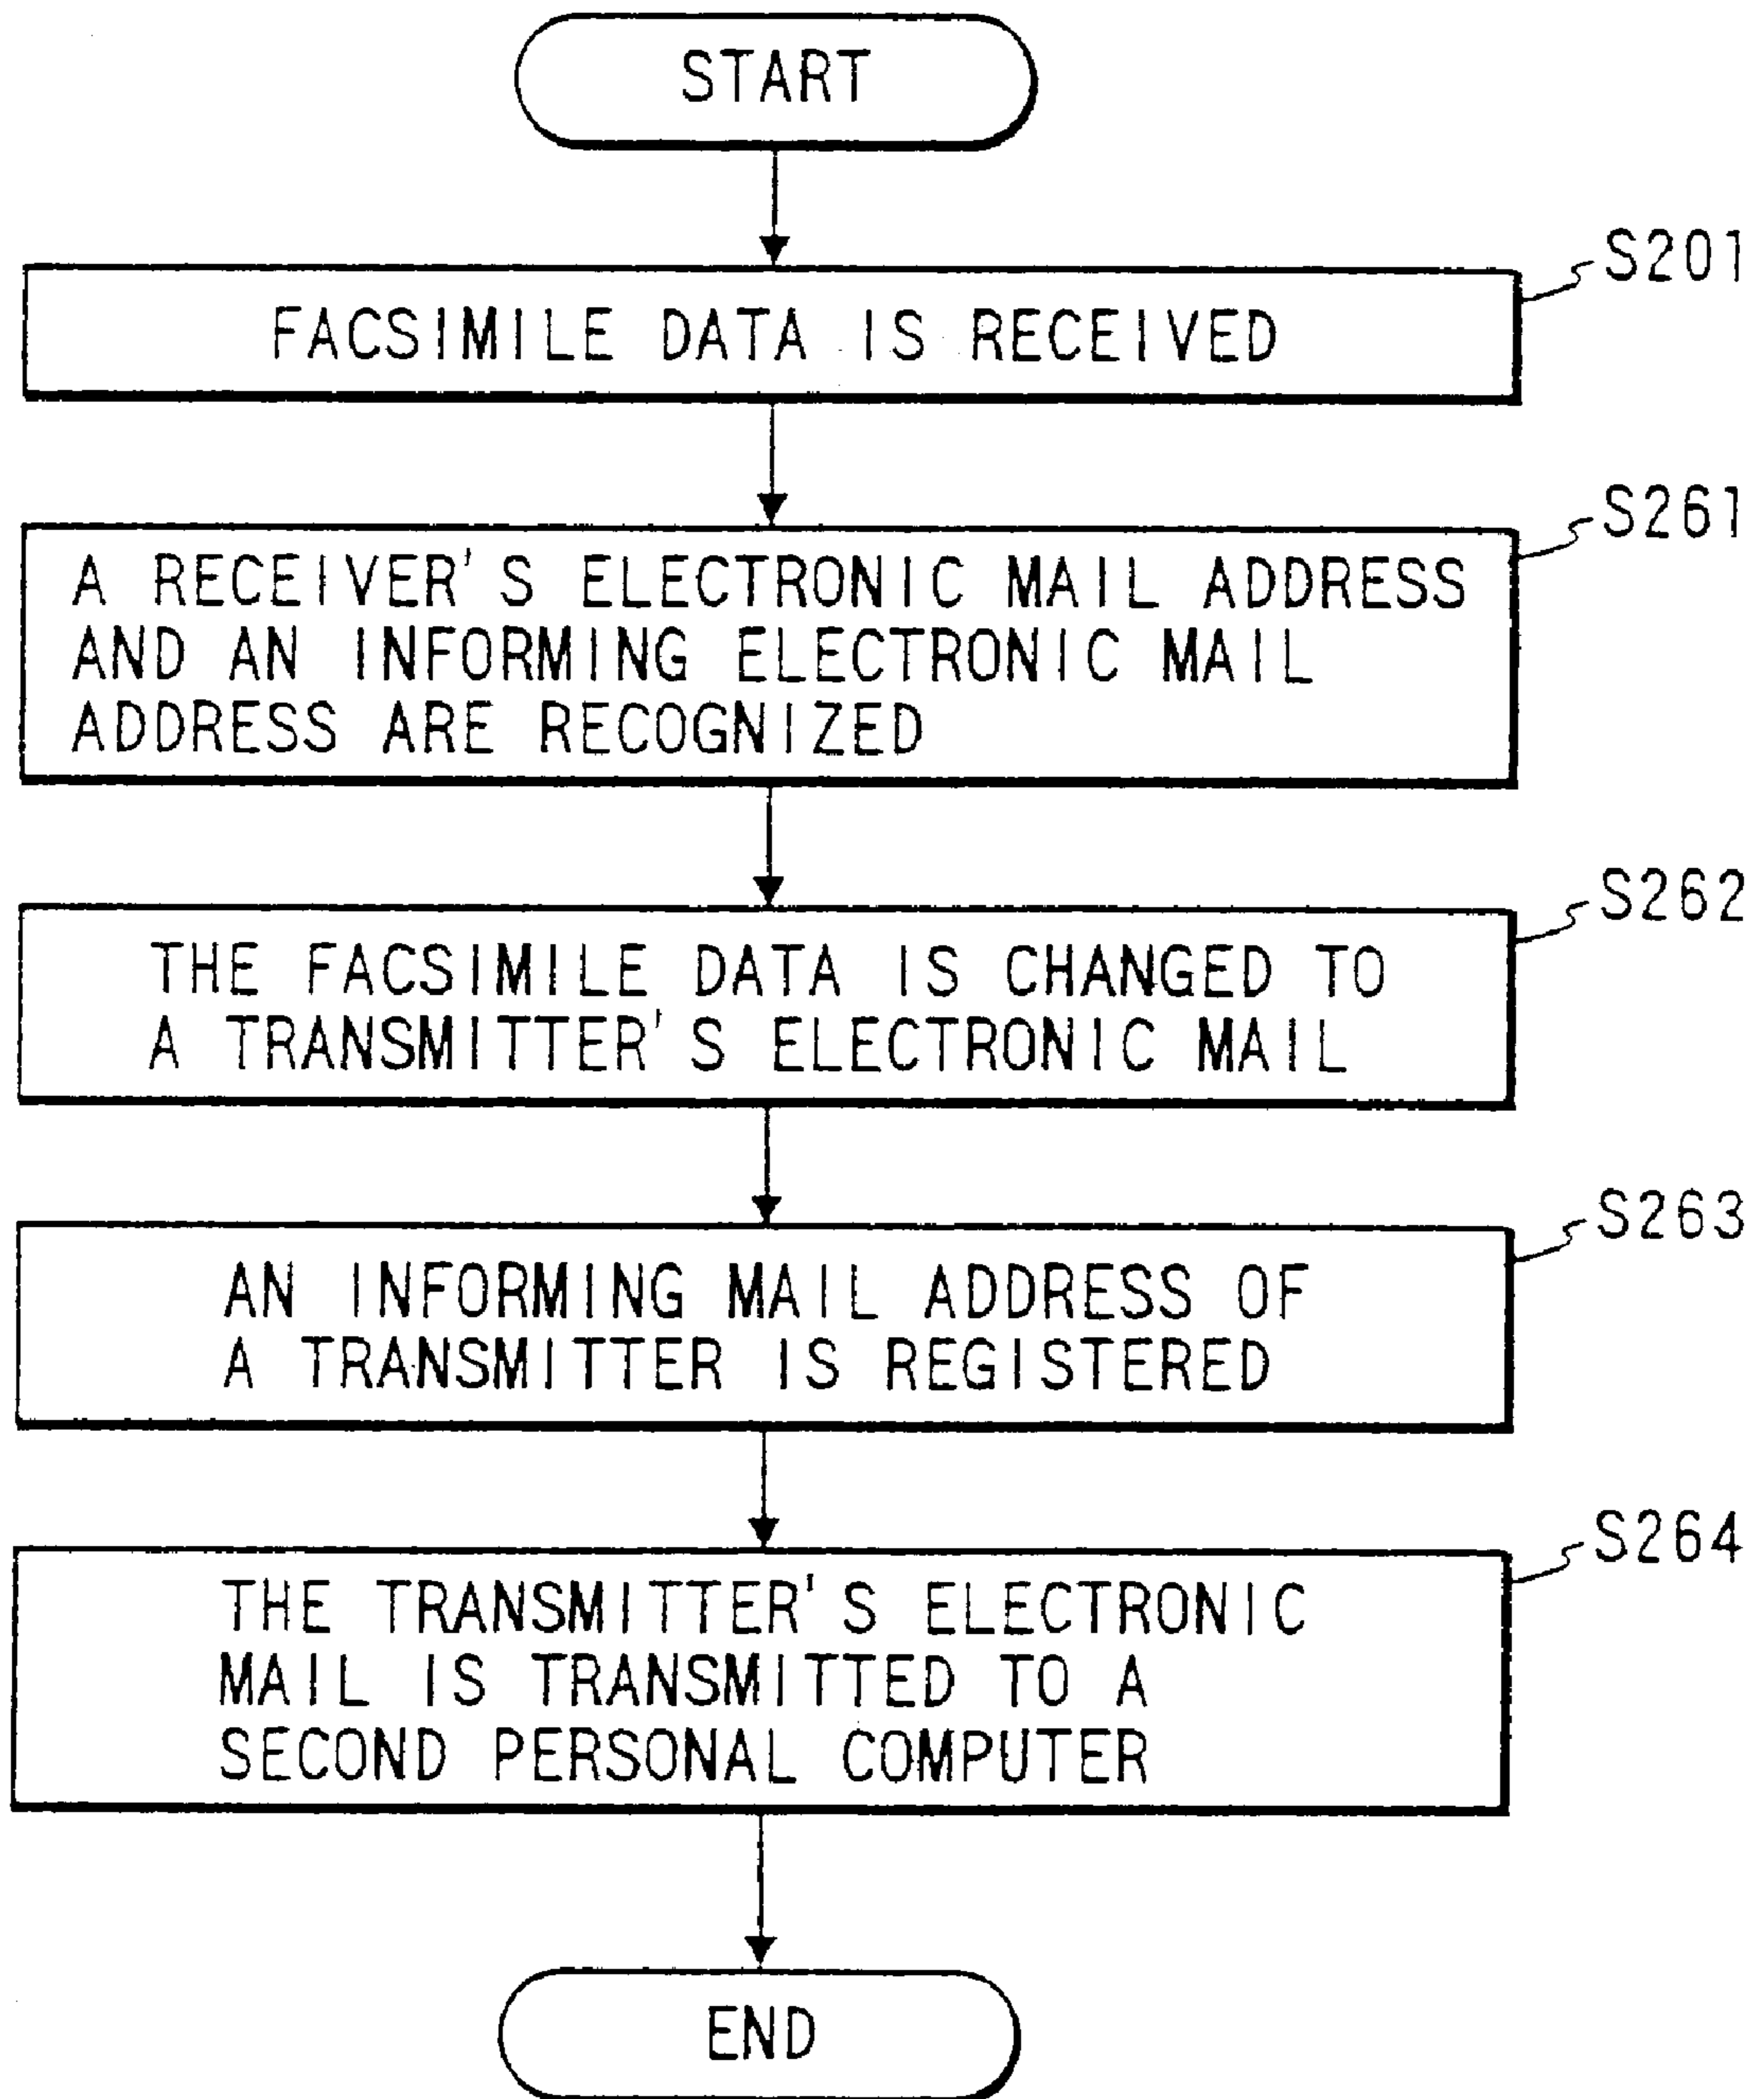 START
S201
FACSIMILE DATA IS RECEIVED
S261
A RECEIVER'S ELECTRONIC MAIL ADDRESS
AND AN INFORMING ELECTRONIC MAIL
ADDRESS ARE RECOGNIZED
S262
THE FACSIMILE DATA IS CHANGED TO
A TRANSMITTER'S ELECTRONIC MAIL
S263
AN INFORMING MAIL ADDRESS OF
A TRANSMITTER IS REGISTERED
S264
THE TRANSMITTER'S ELECTRONIC
MAIL IS TRANSMITTED TO A
SECOND PERSONAL COMPUTER
END